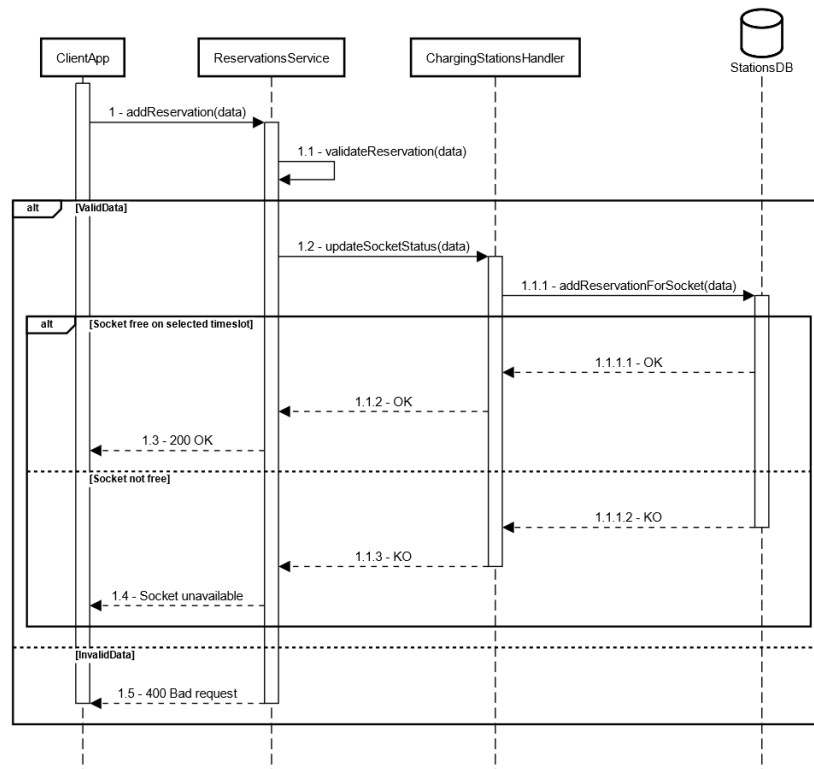 ClientApp
ReservationsService
ChargingStationsHandler
StationsDB
1 - addReservation(data)
1.1 - validateReservation(data)
alt
[ValidData]
1.2 - updateSocketStatus(data)
1.1.1 - addReservationForSocket(data)
alt
[Socket free on selected timeslot]
1.1.1.1 - OK
1.1.2 - OK
1.3 - 200 OK
[Socket not free]
1.1.1.2 - KO
1.1.3 - KO
1.4 - Socket unavailable
[InvalidData]
1.5 - 400 Bad request